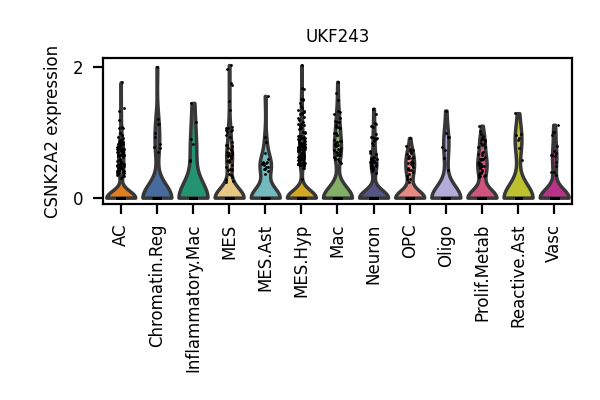 UKF243
CSNK2A2 expression
2
0
AC
Chromatin.Reg
Inflammatory.Mac
MES
MES.Ast
MES.Hyp
Mac
Neuron
OPC
Oligo
Prolif.Metab
Reactive.Ast
Vasc